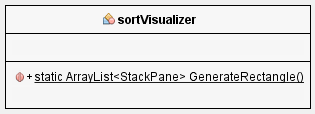 sortVisualizer
+ static ArrayList<StackPane> GenerateRectangle()